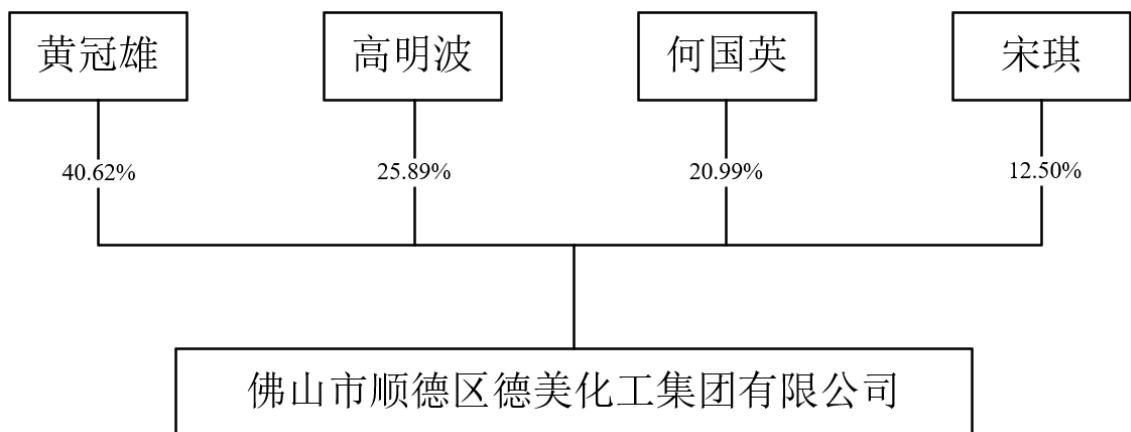 黄冠雄
高明波
何国英
宋琪
40.62%
25.89%
20.99%
12.50%
佛山市顺德区德美化工集团有限公司